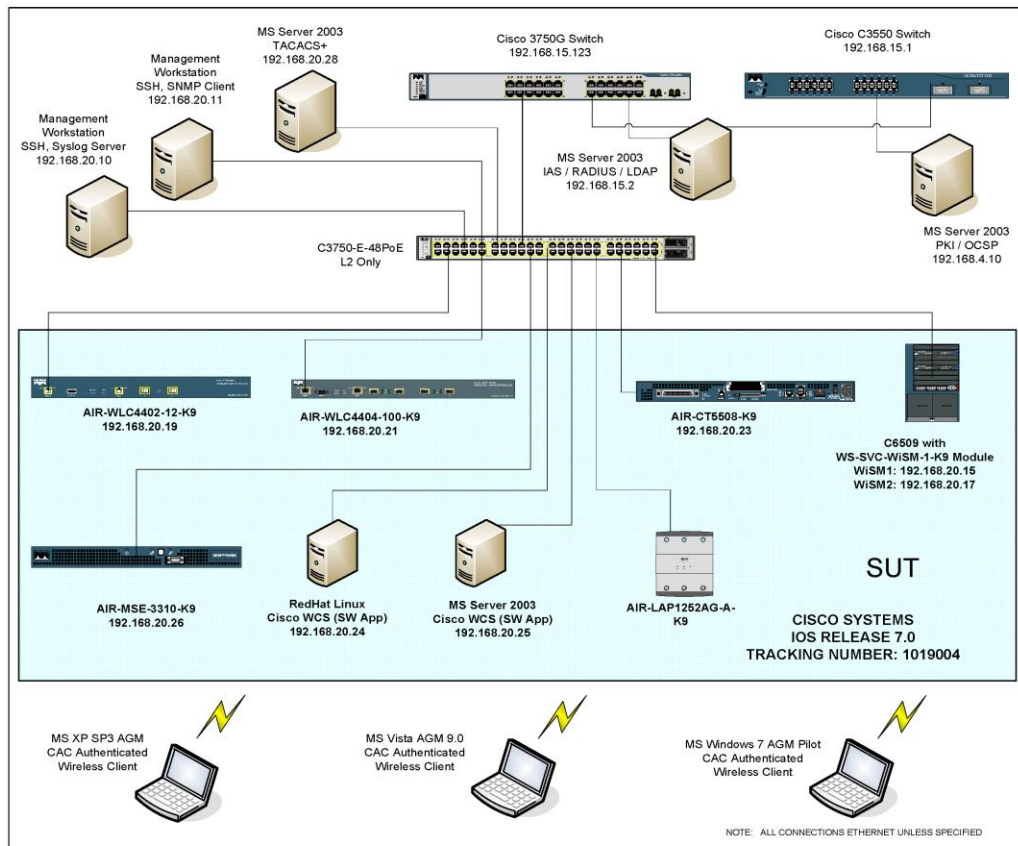 MS Server 2003
TACACS+
192.168.20.28
Cisco 3750G Switch
192.168.15.123
Cisco C3550 Switch
192.168.15.1
Management
Workstation
SSH, SNMP Client
192.168.20.11
Management
Workstation
SSH, Syslog Server
192.168.20.10
MS Server 2003
IAS / RADIUS / LDAP
192.168.15.2
MS Server 2003
PKI / OCSP
192.168.4.10
C3750-E-48PoE
L2 Only
AIR-WLC4402-12-K9
192.168.20.19
AIR-WLC4404-100-K9
192.168.20.21
AIR-CT5508-K9
192.168.20.23
C6509 with
WS-SVC-WiSM-1-K9 Module
WiSM1: 192.168.20.15
WiSM2: 192.168.20.17
AIR-MSE-3310-K9
192.168.20.26
RedHat Linux
Cisco WCS (SW App)
192.168.20.24
MS Server 2003
Cisco WCS (SW App)
192.168.20.25
AIR-LAP1252AG-A-
K9
SUT
CISCO SYSTEMS
IOS RELEASE 7.0
TRACKING NUMBER: 1019004
MS XP SP3 AGM
CAC Authenticated
Wireless Client
MS Vista AGM 9.0
CAC Authenticated
Wireless Client
MS Windows 7 AGM Pilot
CAC Authenticated
Wireless Client
NOTE: ALL CONNECTIONS ETHERNET UNLESS SPECIFIED